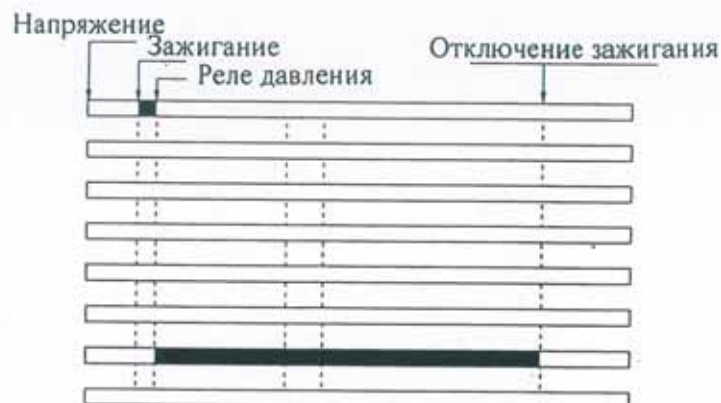 Напряжение
Зажигание
Отключение зажигания
Реле давления